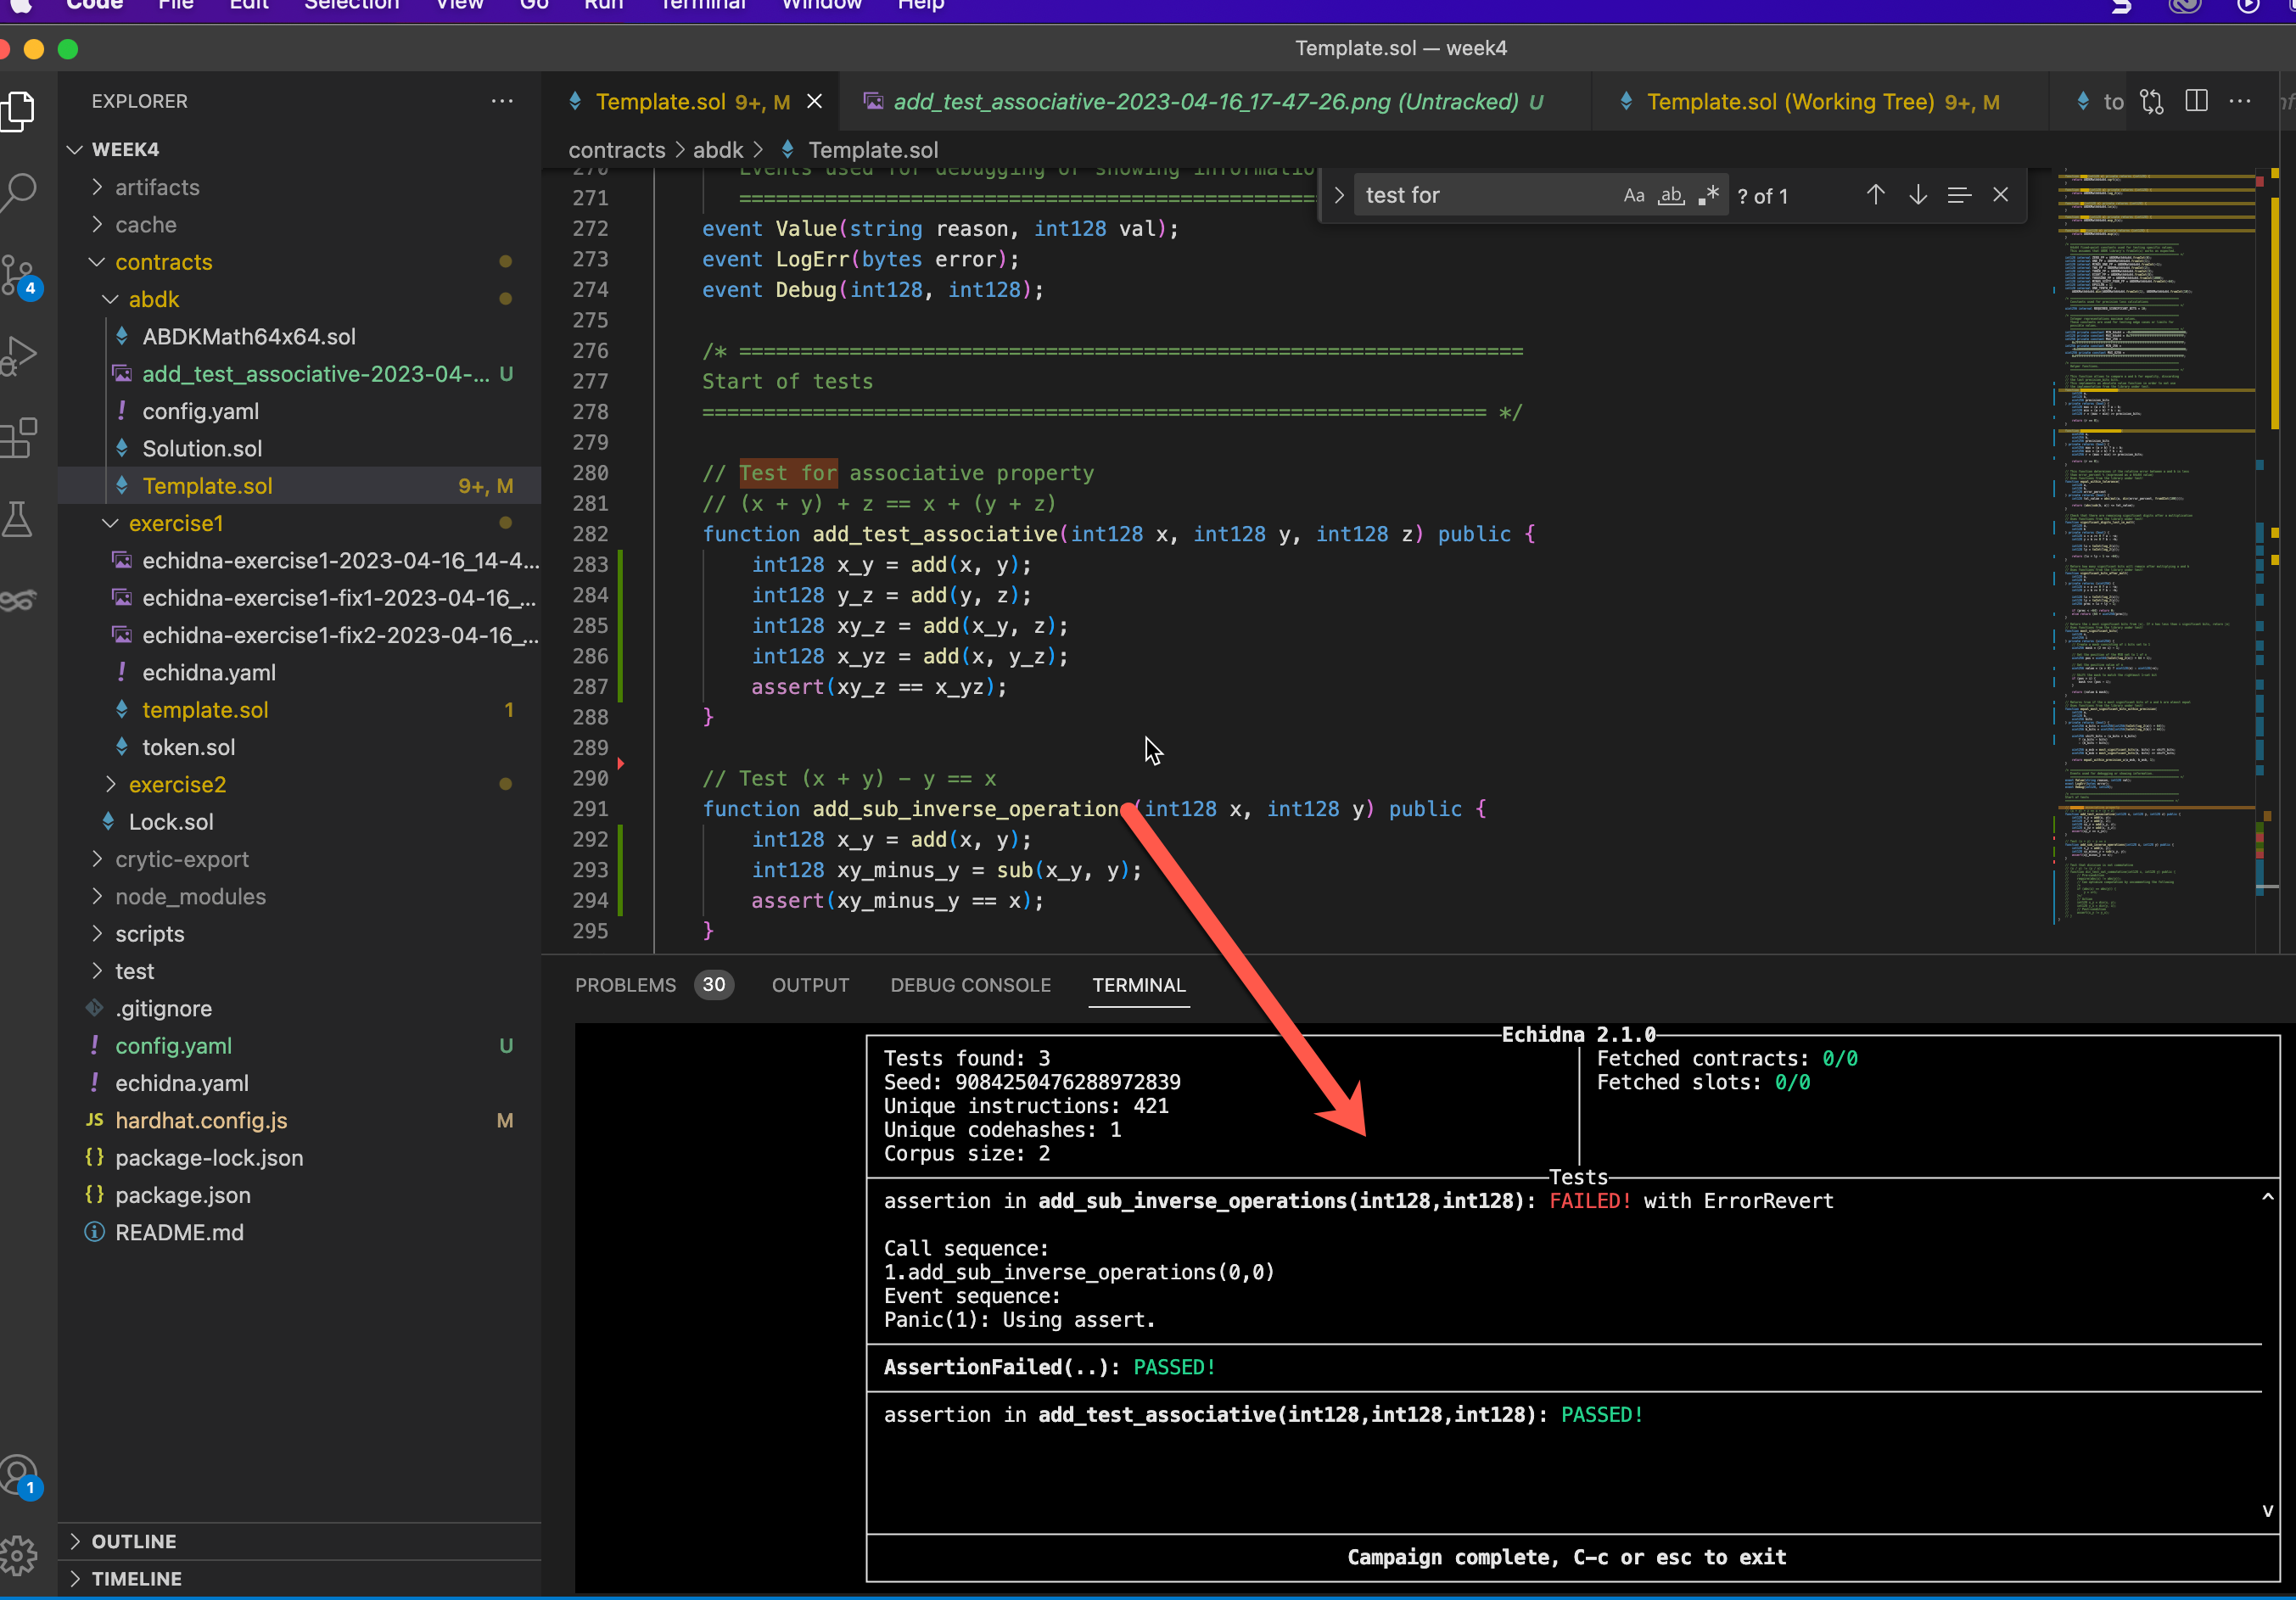 Code File Edit Selection View Go Run Terminal Window Help
Template.sol — week4
EXPLORER
Template.sol 9+, M
add_test_associative-2023-04-16_17-47-26.png (Untracked) U
Template.sol (Working Tree) 9+, M
to
contracts > abdk > Template.sol
test for
Aa ab .* ? of 1
WEEK4
artifacts
cache
contracts
abdk
ABDKMath64x64.sol
add_test_associative-2023-04-... U
config.yaml
Solution.sol
Template.sol 9+, M
exercise1
echidna-exercise1-2023-04-16_14-4...
echidna-exercise1-fix1-2023-04-16_...
echidna-exercise1-fix2-2023-04-16_...
echidna.yaml
template.sol 1
token.sol
exercise2
Lock.sol
crytic-export
node_modules
scripts
test
.gitignore
config.yaml U
echidna.yaml
hardhat.config.js M
package-lock.json
package.json
README.md
OUTLINE
TIMELINE
4
1
270 Events used for debugging or showing informatio
271 ===============================================
272 event Value(string reason, int128 val);
273 event LogErr(bytes error);
274 event Debug(int128, int128);
275
276 /* ================================================================
277 Start of tests
278 ================================================================ */
279
280 // Test for associative property
281 // (x + y) + z == x + (y + z)
282 function add_test_associative(int128 x, int128 y, int128 z) public {
283 int128 x_y = add(x, y);
284 int128 y_z = add(y, z);
285 int128 xy_z = add(x_y, z);
286 int128 x_yz = add(x, y_z);
287 assert(xy_z == x_yz);
288 }
289
290 // Test (x + y) - y == x
291 function add_sub_inverse_operation (int128 x, int128 y) public {
292 int128 x_y = add(x, y);
293 int128 xy_minus_y = sub(x_y, y);
294 assert(xy_minus_y == x);
295 }
PROBLEMS 30 OUTPUT DEBUG CONSOLE TERMINAL
Echidna 2.1.0
Tests found: 3
Seed: 9084250476288972839
Unique instructions: 421
Unique codehashes: 1
Corpus size: 2
Fetched contracts: 0/0
Fetched slots: 0/0
Tests
assertion in add_sub_inverse_operations(int128,int128): FAILED! with ErrorRevert
Call sequence:
1.add_sub_inverse_operations(0,0)
Event sequence:
Panic(1): Using assert.
AssertionFailed(..): PASSED!
assertion in add_test_associative(int128,int128,int128): PASSED!
Campaign complete, C-c or esc to exit